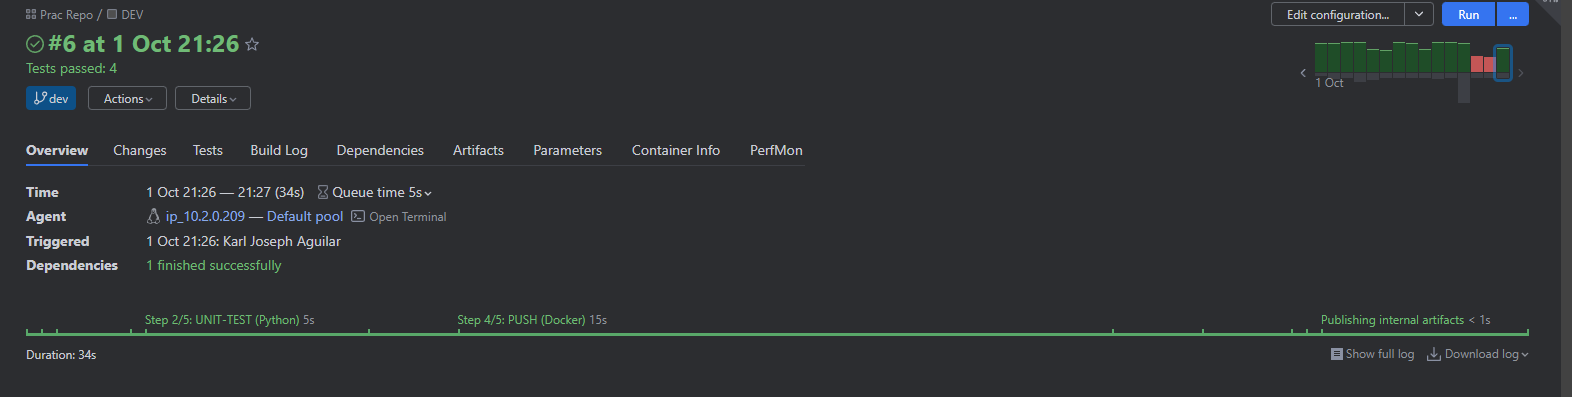 Prac Repo / DEV
Edit configuration...
Run
...
#6 at 1 Oct 21:26
Tests passed: 4
1 Oct
dev
Actions
Details
Overview
Changes
Tests
Build Log
Dependencies
Artifacts
Parameters
Container Info
PerfMon
Time 1 Oct 21:26 — 21:27 (34s) Queue time 5s
Agent ip_10.2.0.209 — Default pool Open Terminal
Triggered 1 Oct 21:26: Karl Joseph Aguilar
Dependencies 1 finished successfully
Step 2/5: UNIT-TEST (Python) 5s
Step 4/5: PUSH (Docker) 15s
Publishing internal artifacts < 1s
Duration: 34s
Show full log
Download log